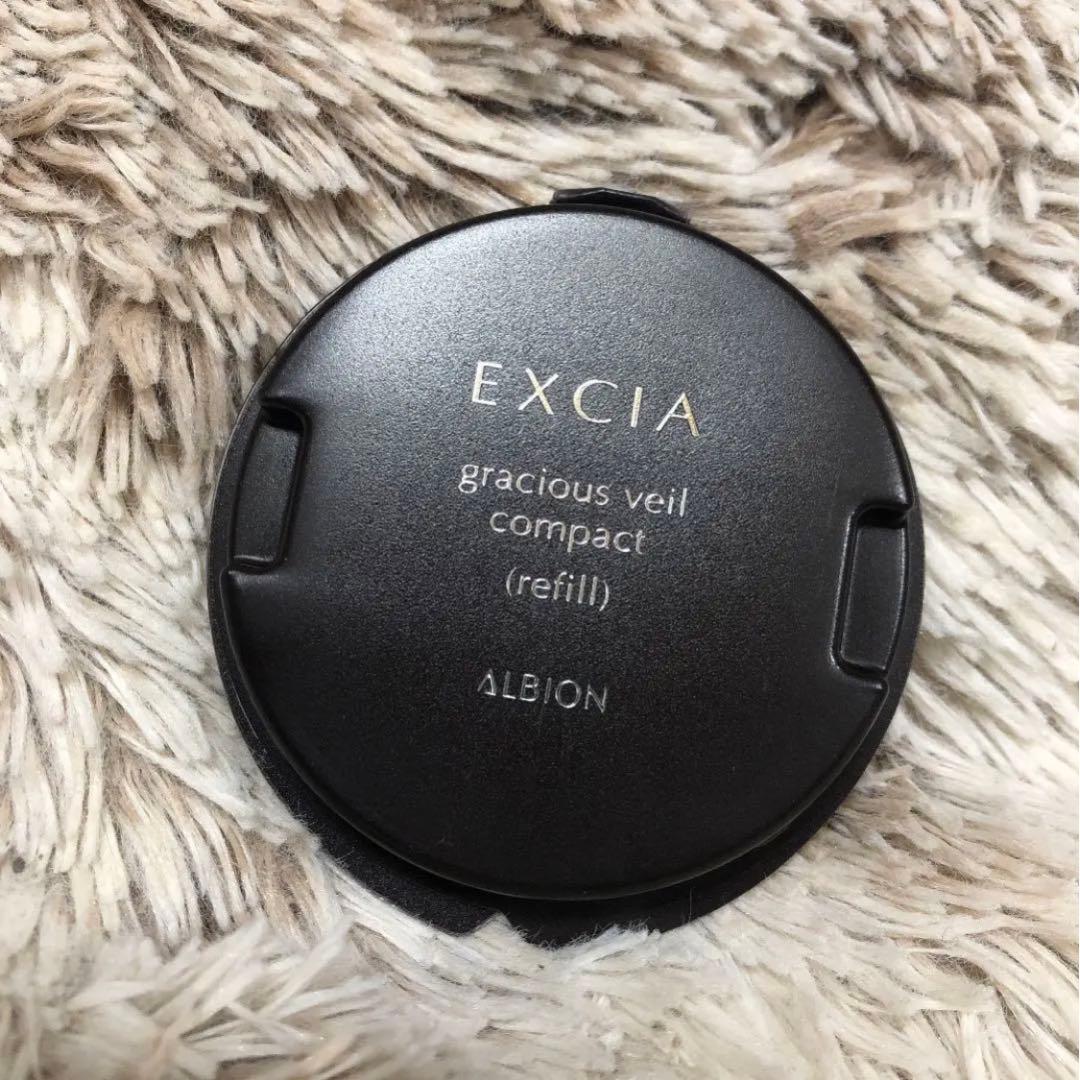 EXCIA
gracious veil
compact
(refill)
ALBION